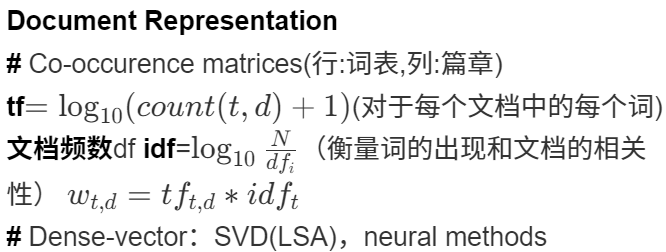 Document Representation
# Co-occurence matrices(行:词表,列:篇章)
tf= log₁₀(count(t, d) + 1)(对于每个文档中的每个词)
文档频数df idf=log₁₀ N/dfᵢ （衡量词的出现和文档的相关
性） w_{t,d} = tf_{t,d} * idf_t
# Dense-vector：SVD(LSA)，neural methods